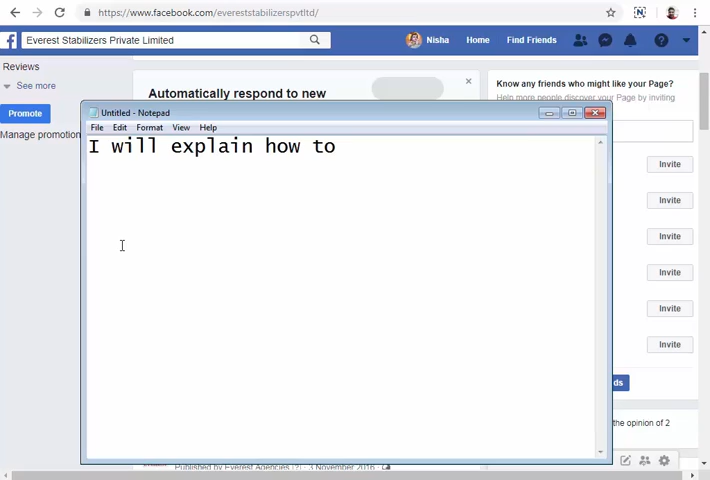 https://www.facebook.com/evereststabilizerspvtltd/
Everest Stabilizers Private Limited
Nisha
Home
Find Friends
Reviews
See more
Promote
Manage promotion
Automatically respond to new
Know any friends who might like your Page?
Help more people discover your Page by inviting
Invite
Invite
Invite
Invite
Invite
Invite
ds
the opinion of 2
Untitled - Notepad
File Edit Format View Help
I will explain how to
Published by Everest Agencies [?] · 3 November 2016 ·